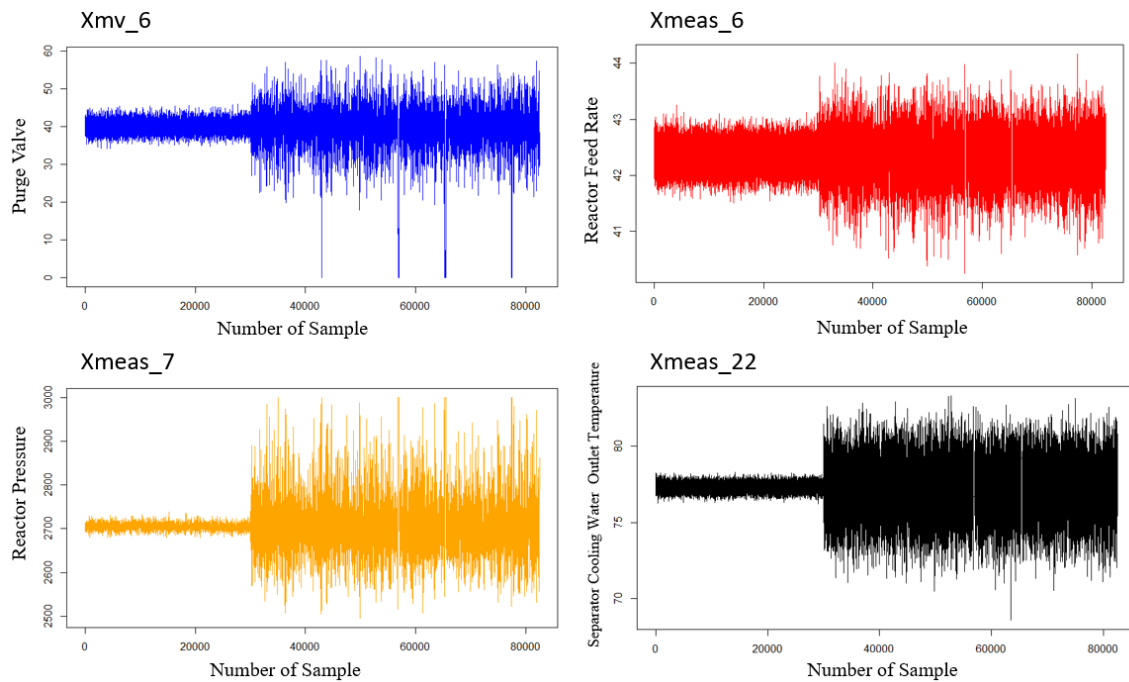 Xmv_6
60
50
40
30
20
10
0
Purge Valve
0 20000 40000 60000 80000
Number of Sample
Xmeas_6
44
43
42
41
Reactor Feed Rate
0 20000 40000 60000 80000
Number of Sample
Xmeas_7
3000
2900
2800
2700
2600
2500
Reactor Pressure
0 20000 40000 60000 80000
Number of Sample
Xmeas_22
80
75
70
Separator Cooling Water Outlet Temperature
0 20000 40000 60000 80000
Number of Sample